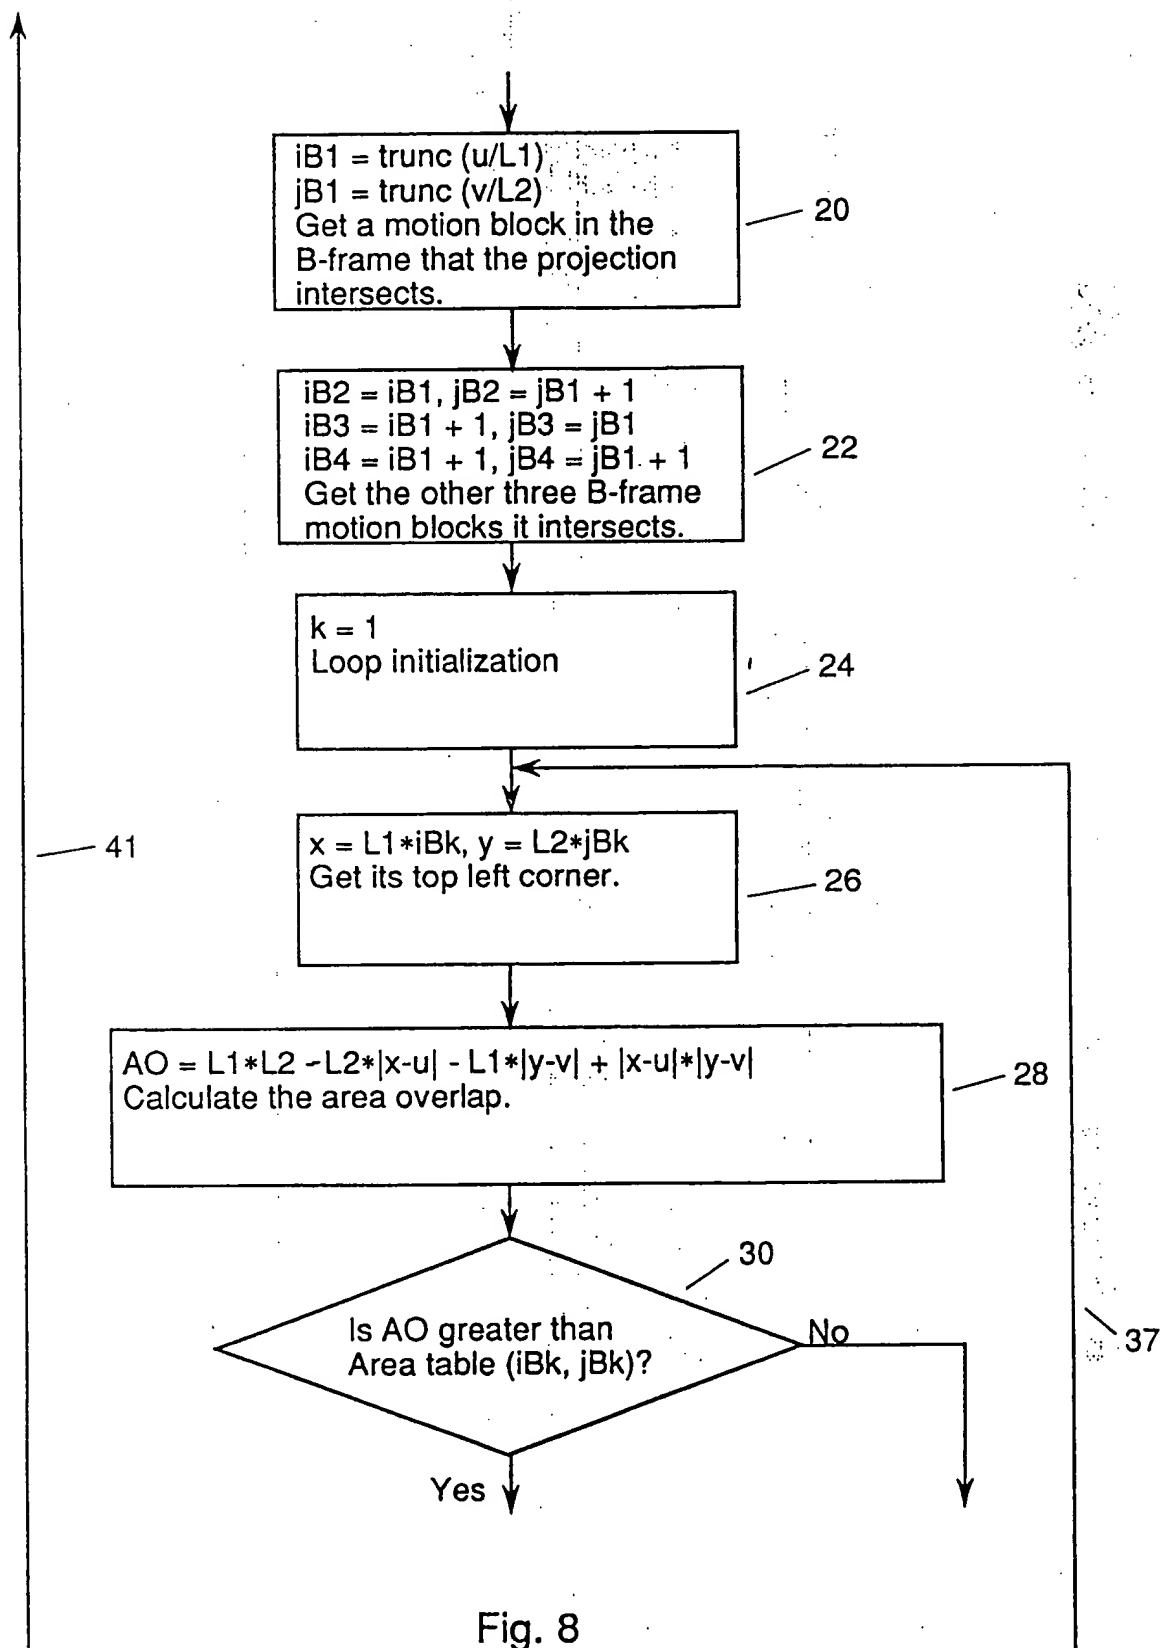 iB1 = trunc (u/L1)
jB1 = trunc (v/L2)
Get a motion block in the
B-frame that the projection
intersects.
20
iB2 = iB1, jB2 = jB1 + 1
iB3 = iB1 + 1, jB3 = jB1
iB4 = iB1 + 1, jB4 = jB1 + 1
Get the other three B-frame
motion blocks it intersects.
22
k = 1
Loop initialization
24
41
x = L1*iBk, y = L2*jBk
Get its top left corner.
26
AO = L1*L2 -L2*|x-u| - L1*|y-v| + |x-u|*|y-v|
Calculate the area overlap.
28
30
Is AO greater than
Area table (iBk, jBk)?
No
37
Yes
Fig. 8